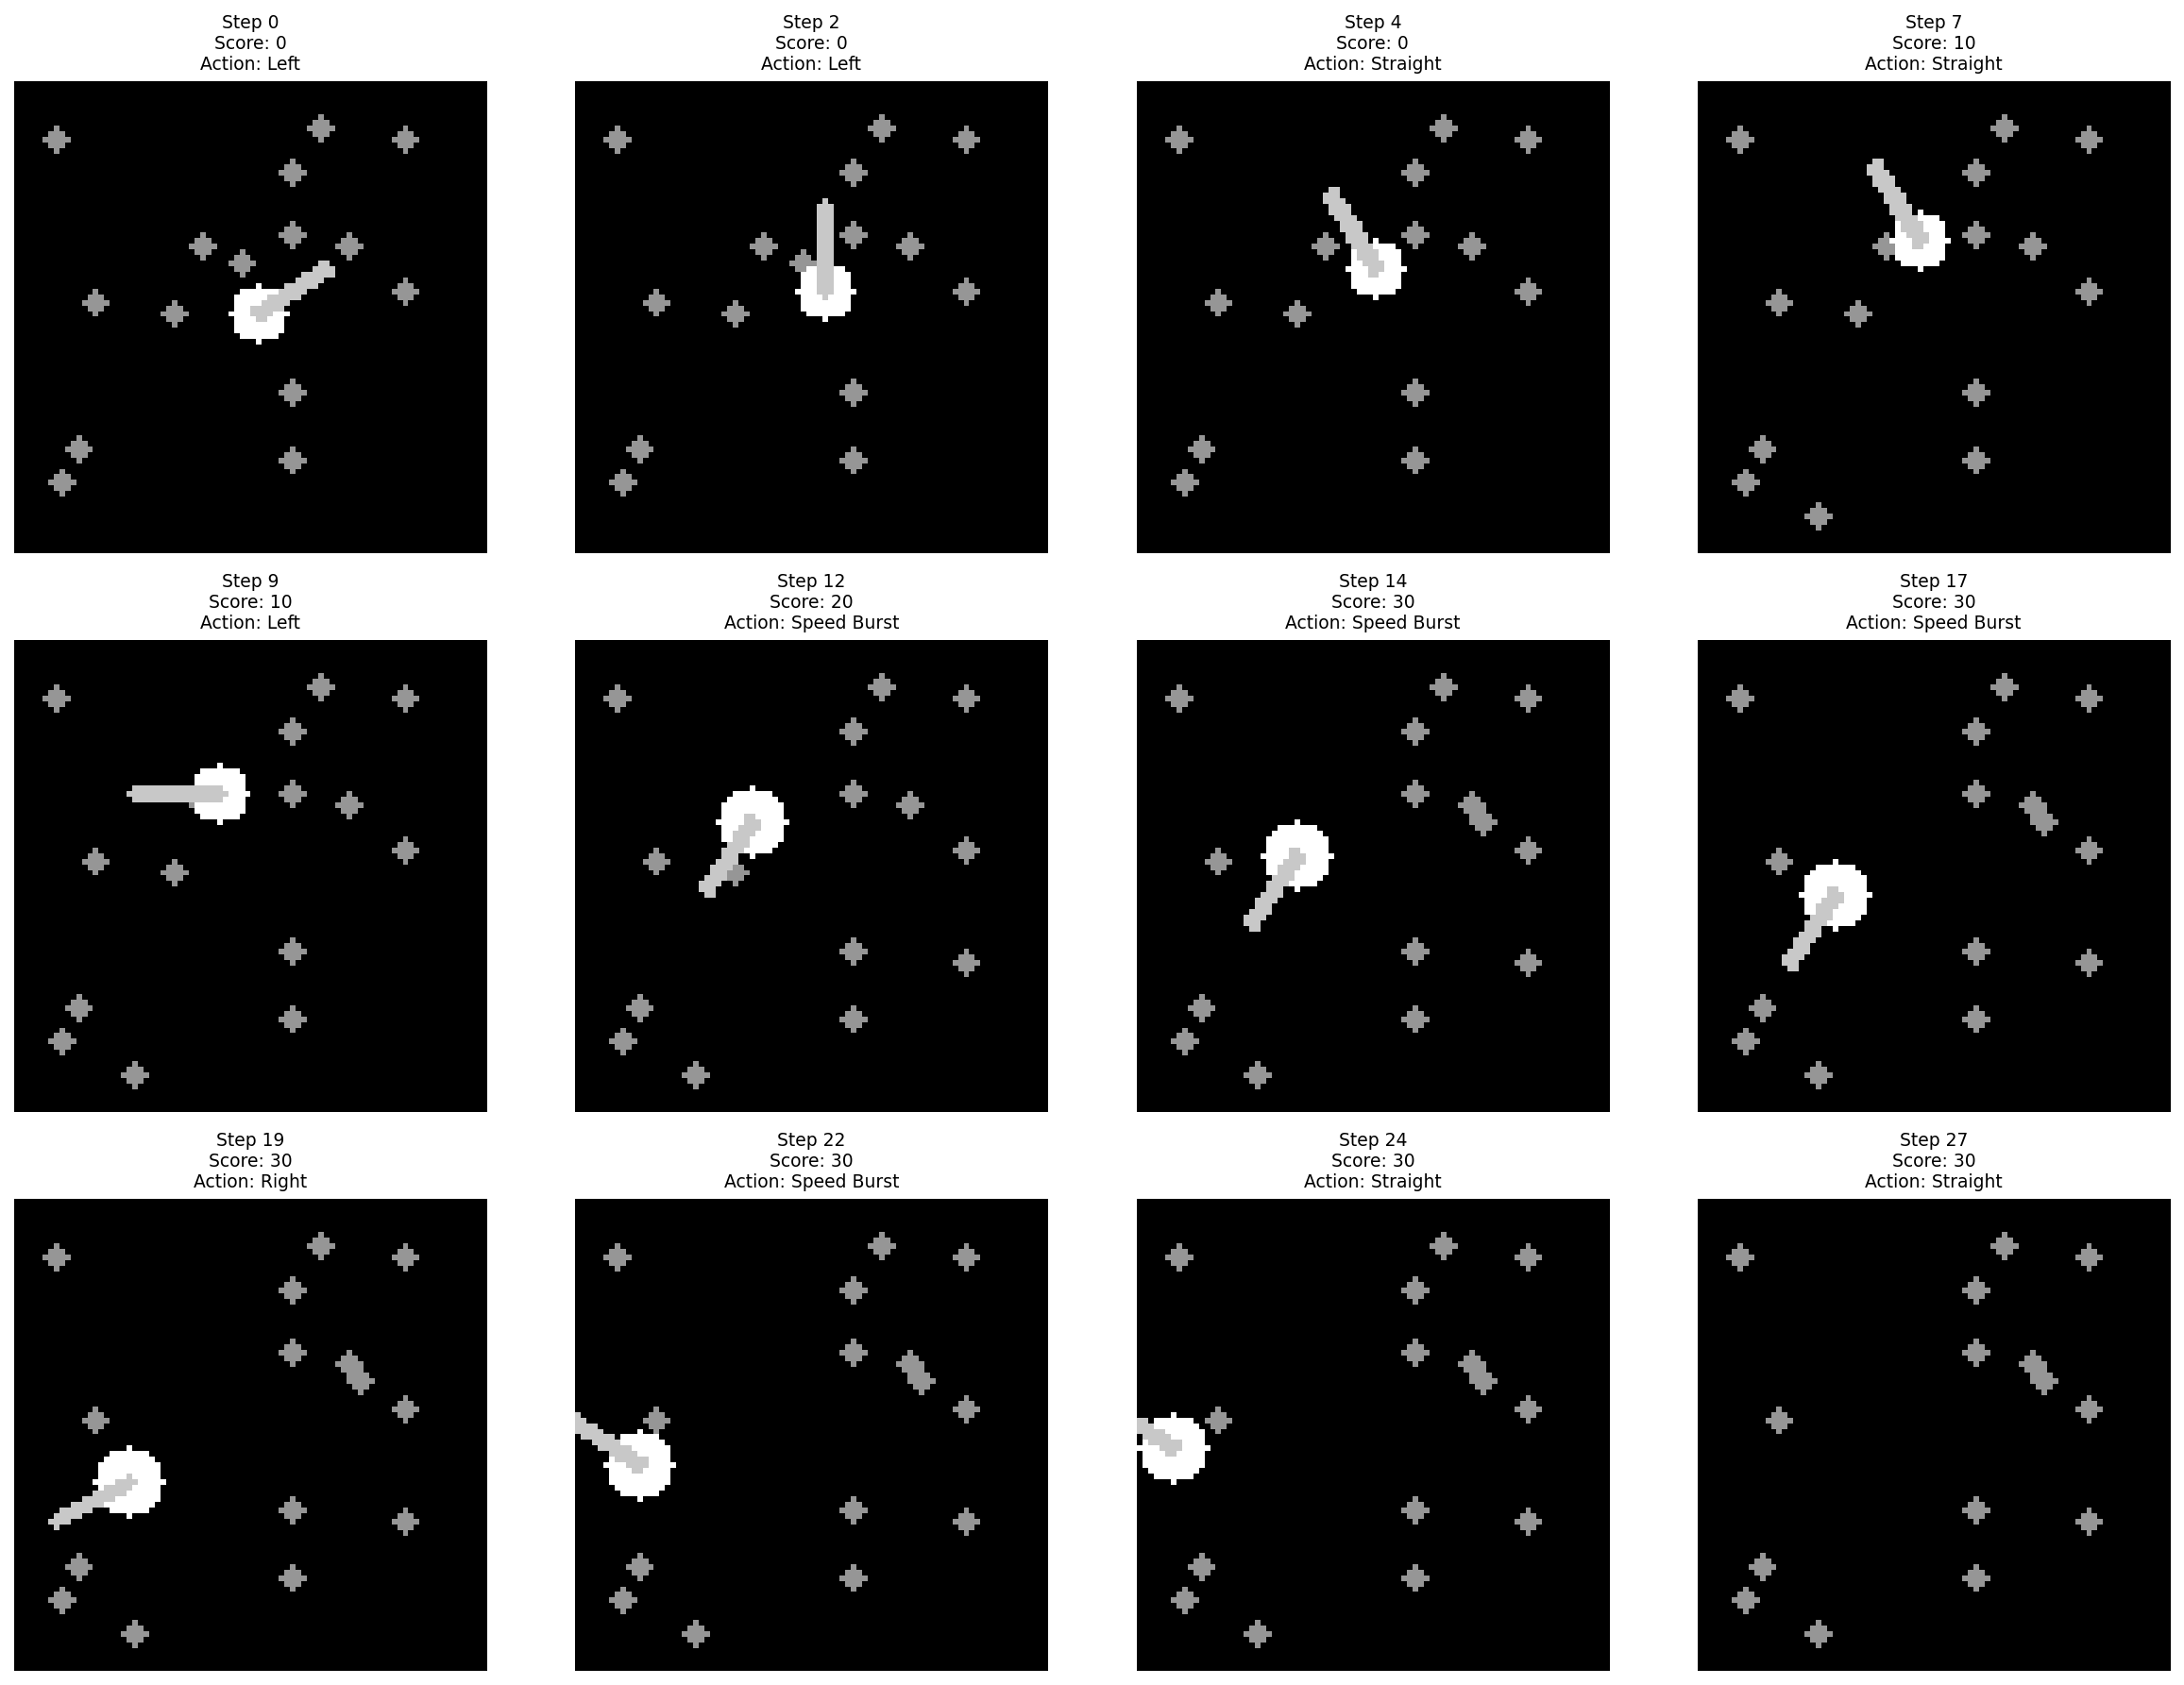 Step 0
Score: 0
Action: Left
Step 2
Score: 0
Action: Left
Step 4
Score: 0
Action: Straight
Step 7
Score: 10
Action: Straight
Step 9
Score: 10
Action: Left
Step 12
Score: 20
Action: Speed Burst
Step 14
Score: 30
Action: Speed Burst
Step 17
Score: 30
Action: Speed Burst
Step 19
Score: 30
Action: Right
Step 22
Score: 30
Action: Speed Burst
Step 24
Score: 30
Action: Straight
Step 27
Score: 30
Action: Straight